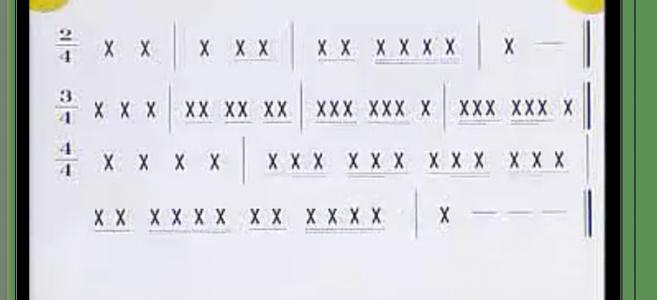 2/4 X X | X X X | X X X X X X | X — ‖
3/4 X X X | XX XX XX | XXX XXX X | XXX XXX X ‖
4/4 X X X X | X X X X X X X X X X X X |
X X X X X X X X X X X X | X — — — ‖